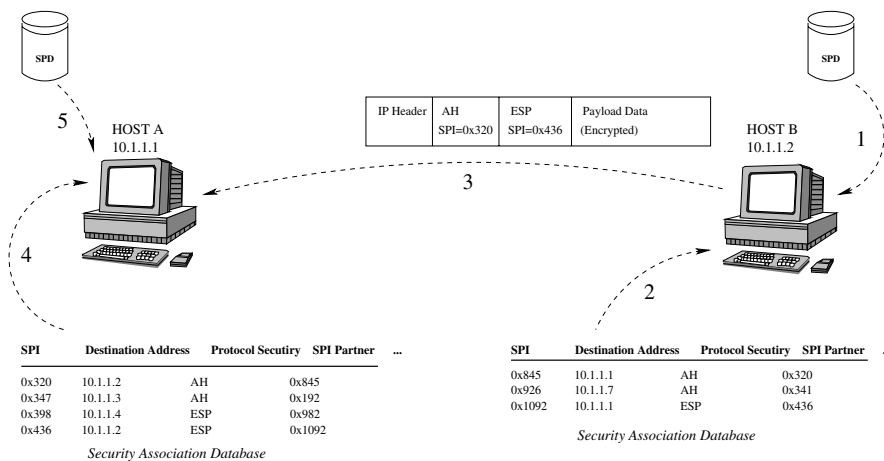 SPD
SPD
5
HOST A
10.1.1.1
IP Header AH ESP Payload Data
SPI=0x320 SPI=0x436 (Encrypted)
HOST B
10.1.1.2
1
3
4
2
SPI Destination Address Protocol Secutiry SPI Partner ...
0x320 10.1.1.2 AH 0x845
0x347 10.1.1.3 AH 0x192
0x398 10.1.1.4 ESP 0x982
0x436 10.1.1.2 ESP 0x1092
Security Association Database
SPI Destination Address Protocol Secutiry SPI Partner .
0x845 10.1.1.1 AH 0x320
0x926 10.1.1.7 AH 0x341
0x1092 10.1.1.1 ESP 0x436
Security Association Database